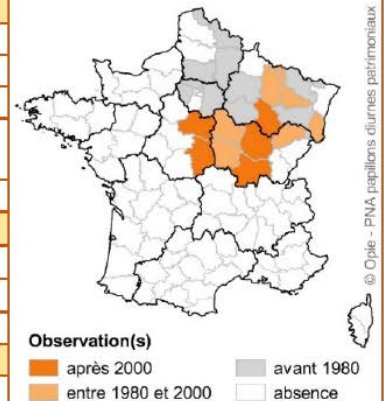 © Opie - PNA papillons diurnes patrimoniaux
Observation(s)
après 2000
avant 1980
entre 1980 et 2000
absence